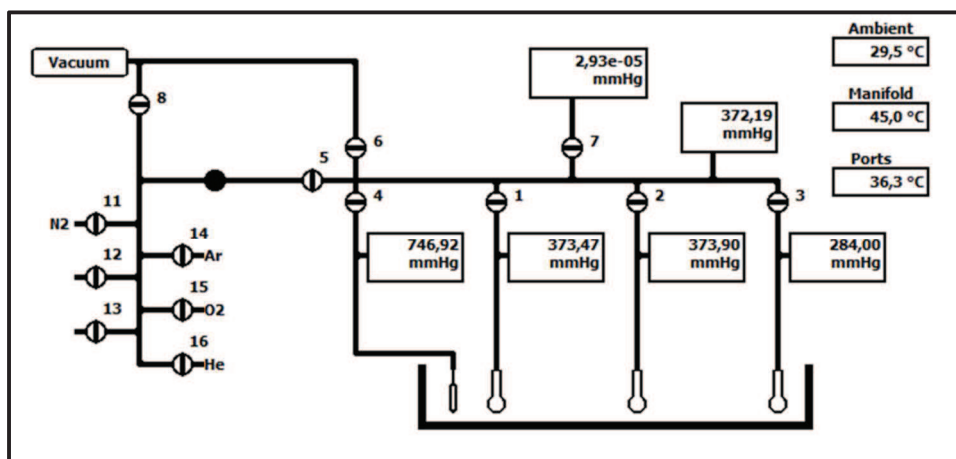 Ambient
29,5 °C
Vacuum
2,93e-05
mmHg
8
Manifold
45,0 °C
372,19
mmHg
6
7
5
Ports
36,3 °C
4
1
2
3
11
N2
14
Ar
746,92
mmHg
373,47
mmHg
373,90
mmHg
284,00
mmHg
12
15
O2
13
16
He